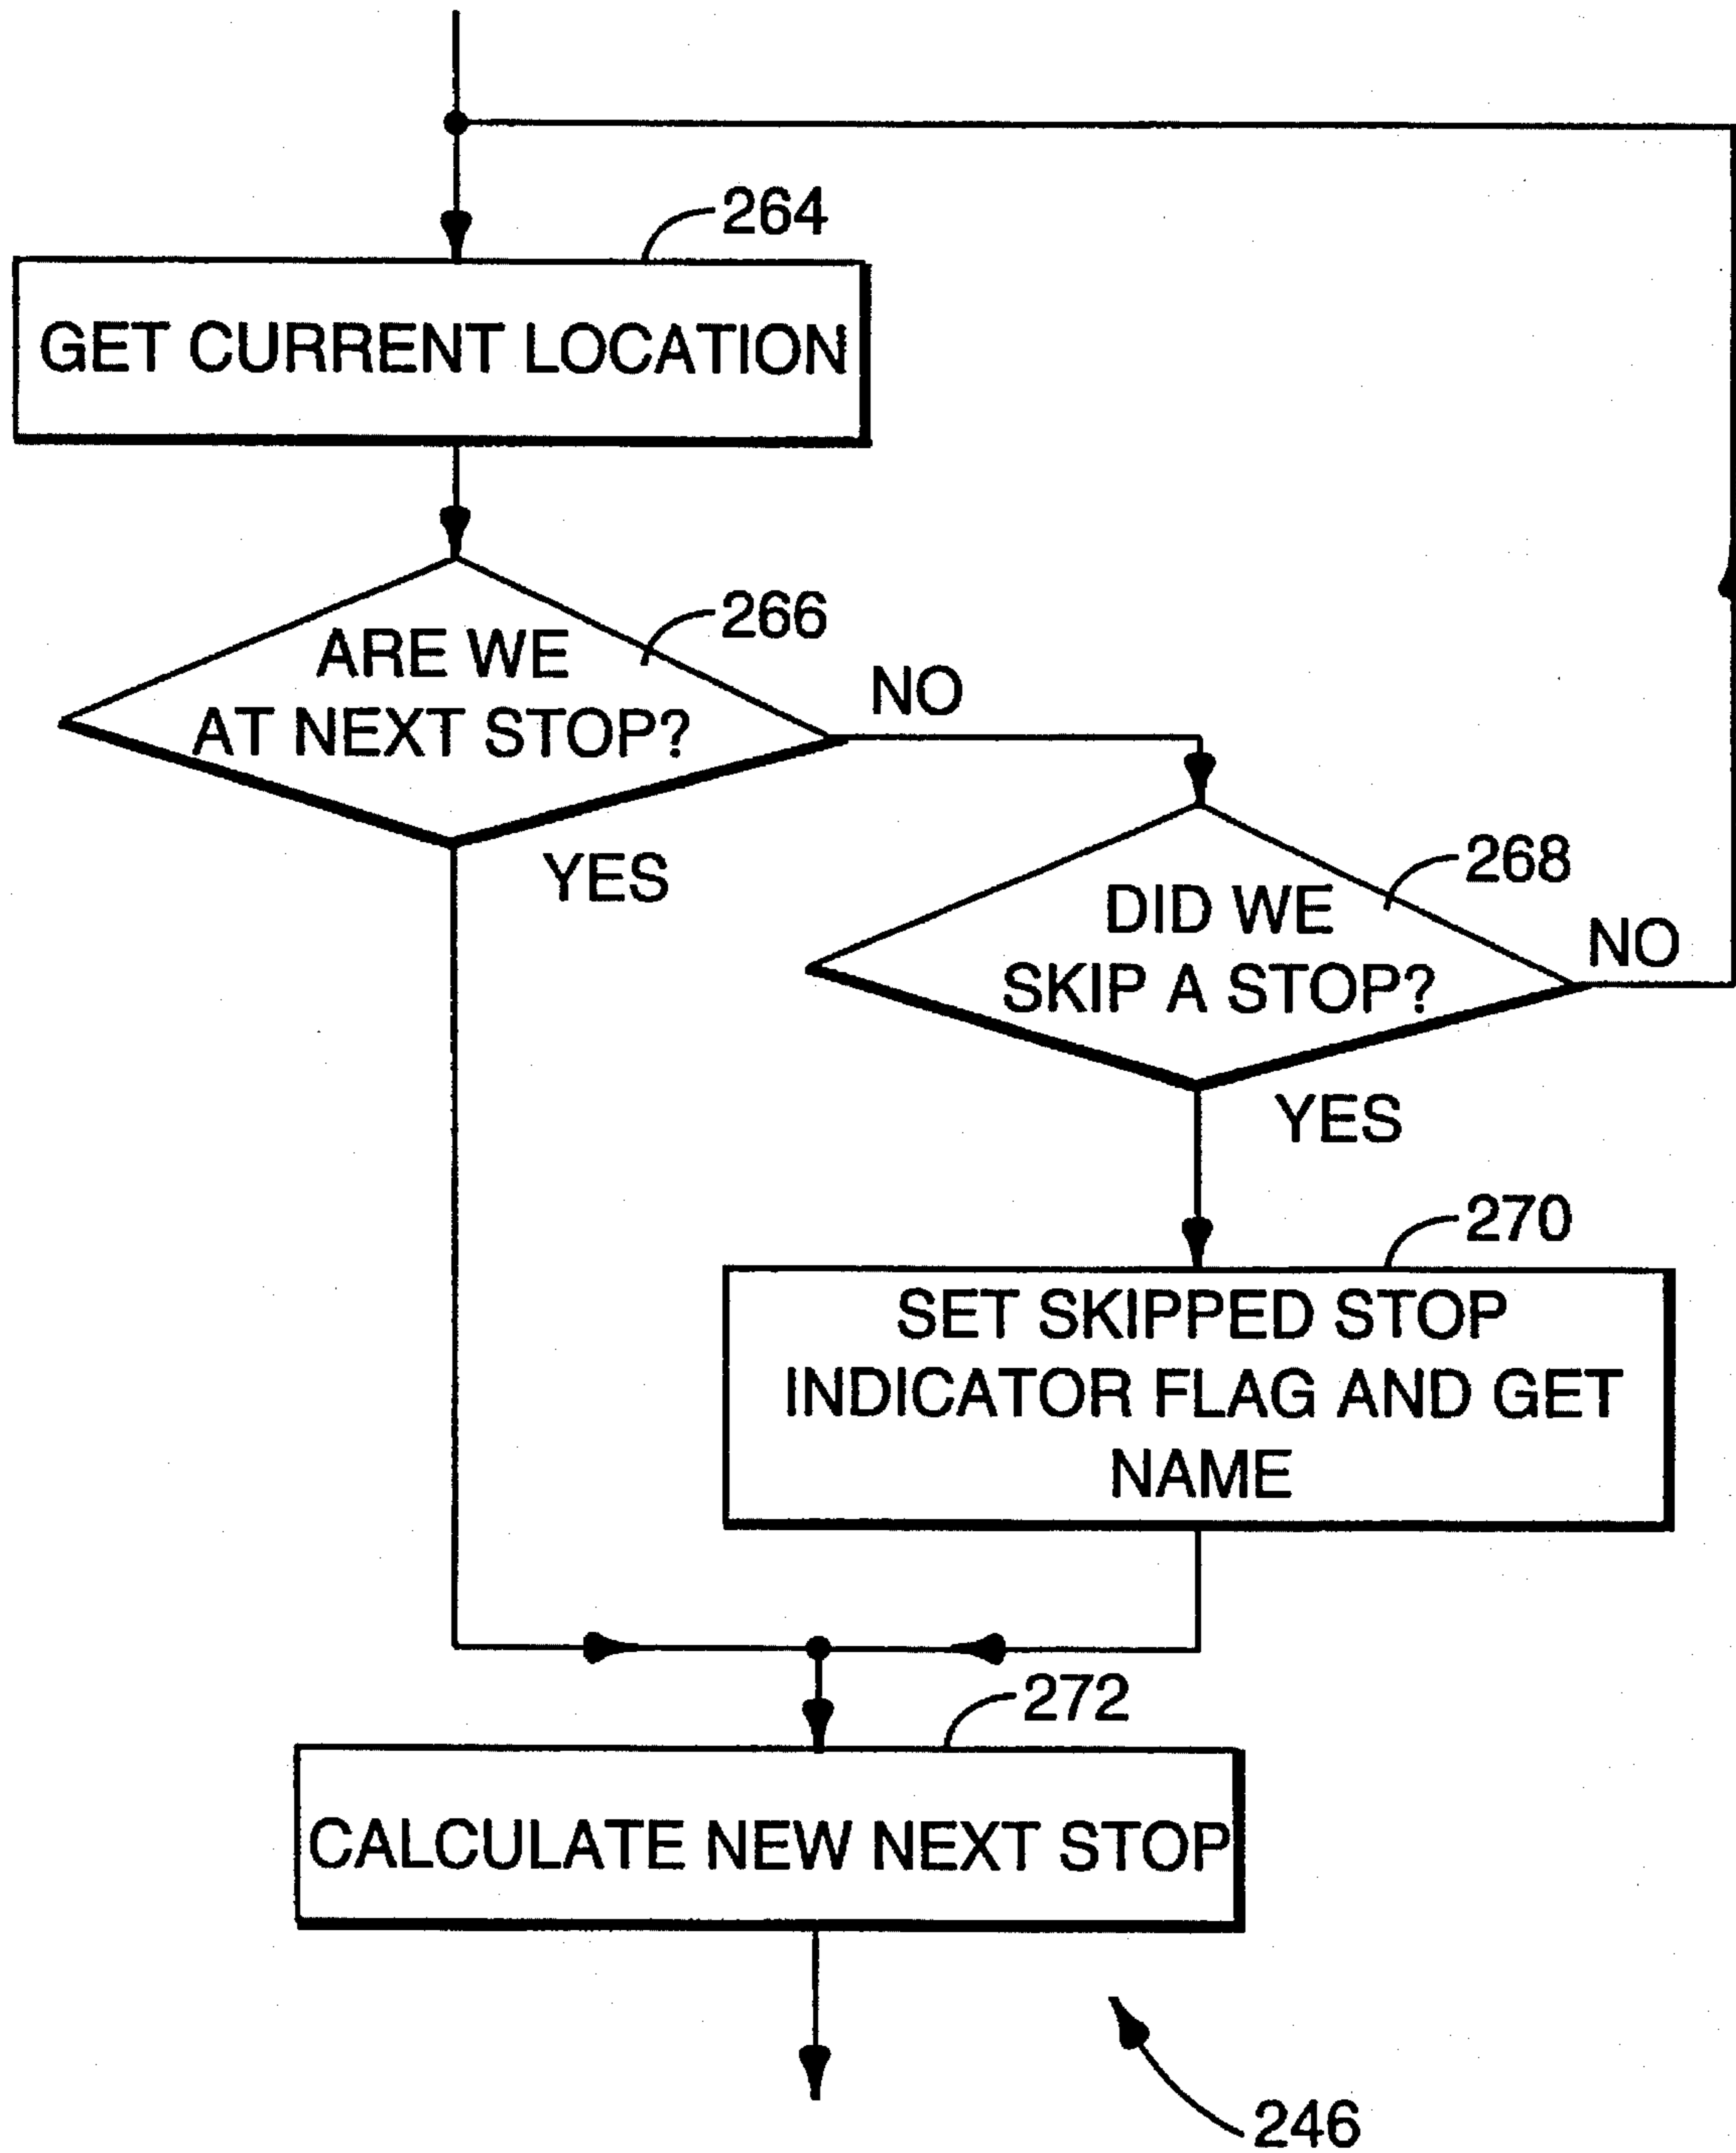 264
GET CURRENT LOCATION
266
ARE WE
AT NEXT STOP?
NO
YES
268
DID WE
SKIP A STOP?
NO
YES
270
SET SKIPPED STOP
INDICATOR FLAG AND GET
NAME
272
CALCULATE NEW NEXT STOP
246